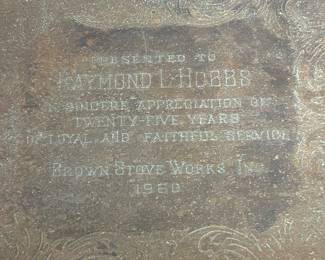 PRESENTED TO
RAYMOND L. HOBBS
IN SINCERE APPRECIATION OF
TWENTY-FIVE YEARS
OF LOYAL AND FAITHFUL SERVICE
BROWN STOVE WORKS, INC.
1960